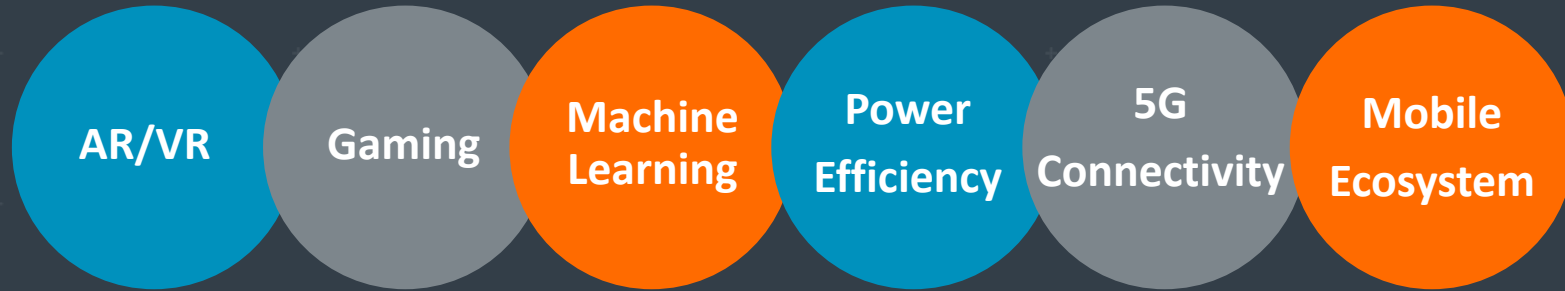 AR/VR
Gaming
Machine
Learning
Power
Efficiency
5G
Connectivity
Mobile
Ecosystem